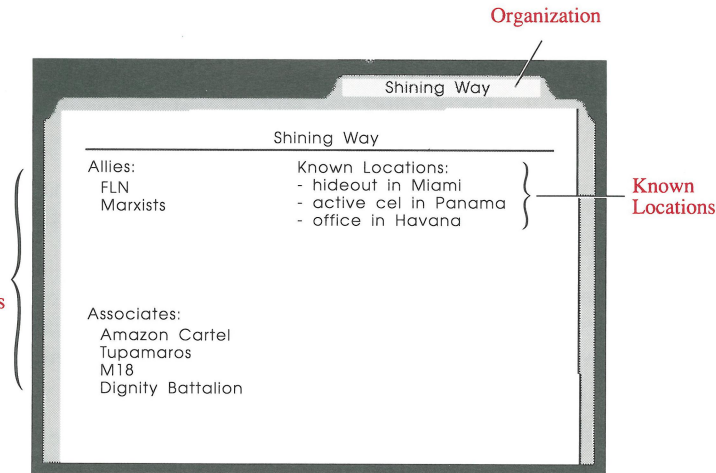 Organization
Shining Way
Shining Way
Allies:
FLN
Marxists
Known Locations:
- hideout in Miami
- active cel in Panama
- office in Havana
Known
Locations
Associates:
Amazon Cartel
Tupamaros
M18
Dignity Battalion